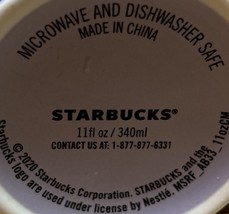 MICROWAVE AND DISHWASHER SAFE
MADE IN CHINA
STARBUCKS®
11fl oz / 340ml
CONTACT US AT: 1-877-877-6331
© 2020 Starbucks Corporation. STARBUCKS and the
Starbucks logo are used under license by Nestlé. MSRF_AB33_11ozCM